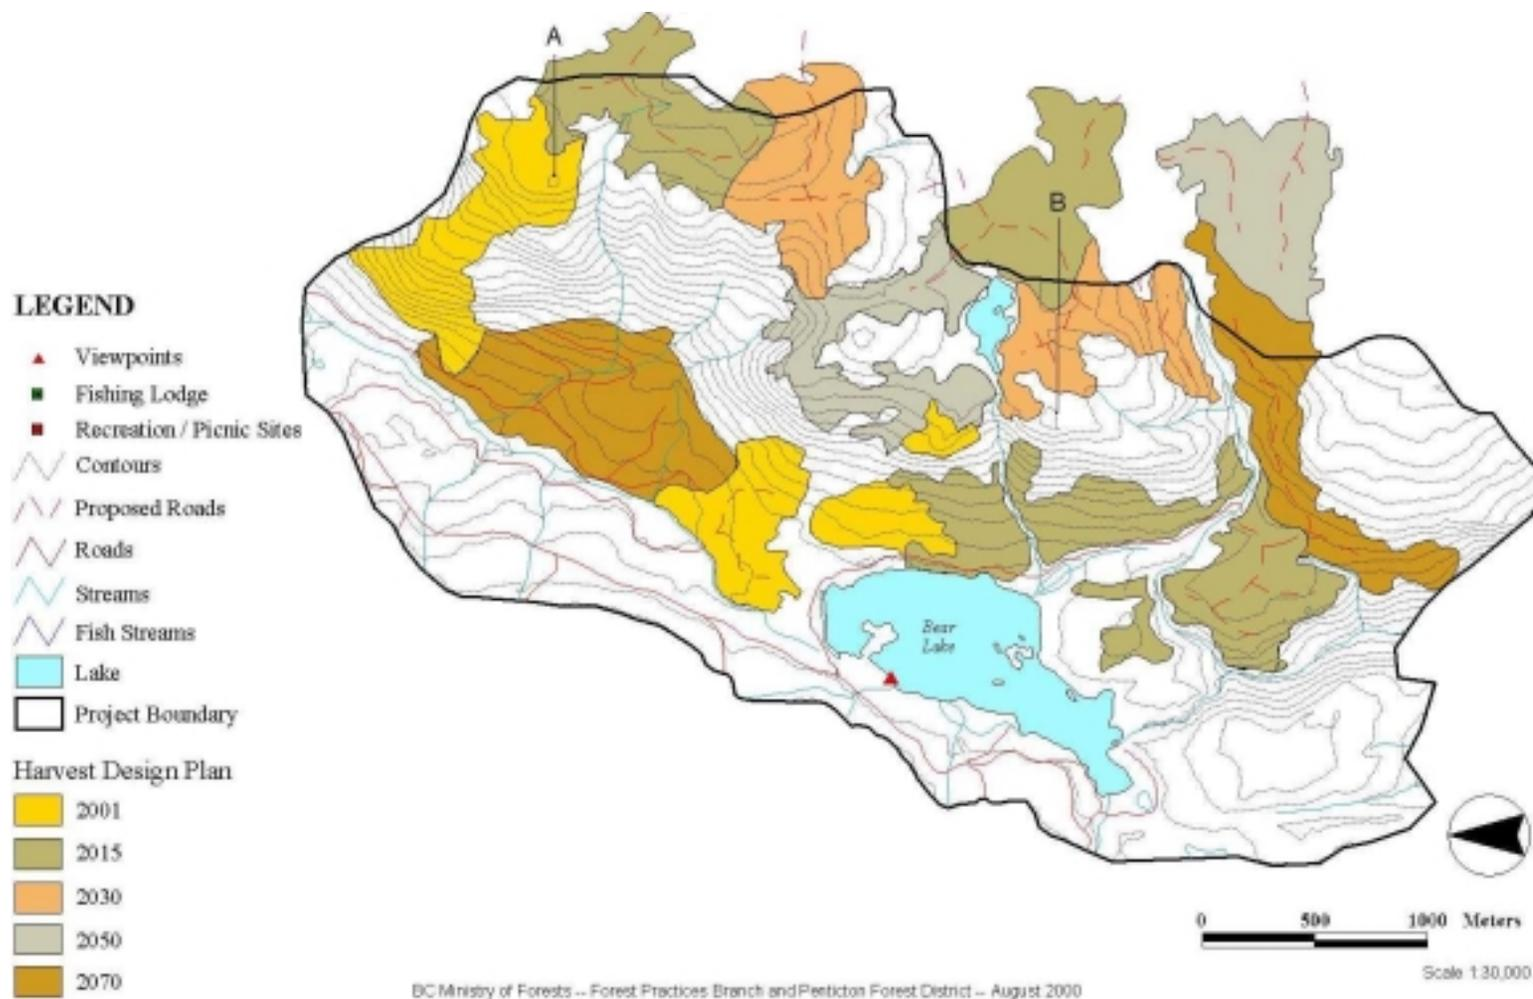 A
B
LEGEND
Viewpoints
Fishing Lodge
Recreation / Picnic Sites
Contours
Proposed Roads
Roads
Streams
Fish Streams
Lake
Project Boundary
Harvest Design Plan
2001
2015
2030
2050
2070
Bear
Lake
0 500 1000 Meters
Scale 1:30,000
BC Ministry of Forests -- Forest Practices Branch and Penticton Forest District -- August 2000